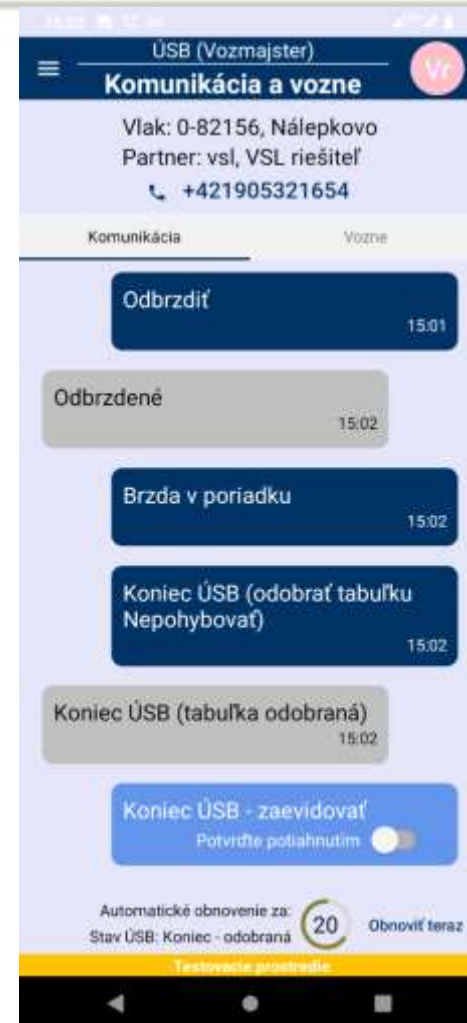 ÚSB (Vozmajster)
Komunikácia a vozne
Vr
Vlak: 0-82156, Nálepkovo
Partner: vsl, VSL riešiteľ
+421905321654
Komunikácia
Vozne
Odbrzdiť
15:01
Odbrzdené
15:02
Brzda v poriadku
15:02
Koniec ÚSB (odobrať tabuľku
Nepohybovať)
15:02
Koniec ÚSB (tabuľka odobraná)
15:02
Koniec ÚSB - zaevidovať
Potvrďte potiahnutím
Automatické obnovenie za:
Stav ÚSB: Koniec - odobraná
20
Obnoviť teraz
Testovacie prostredie